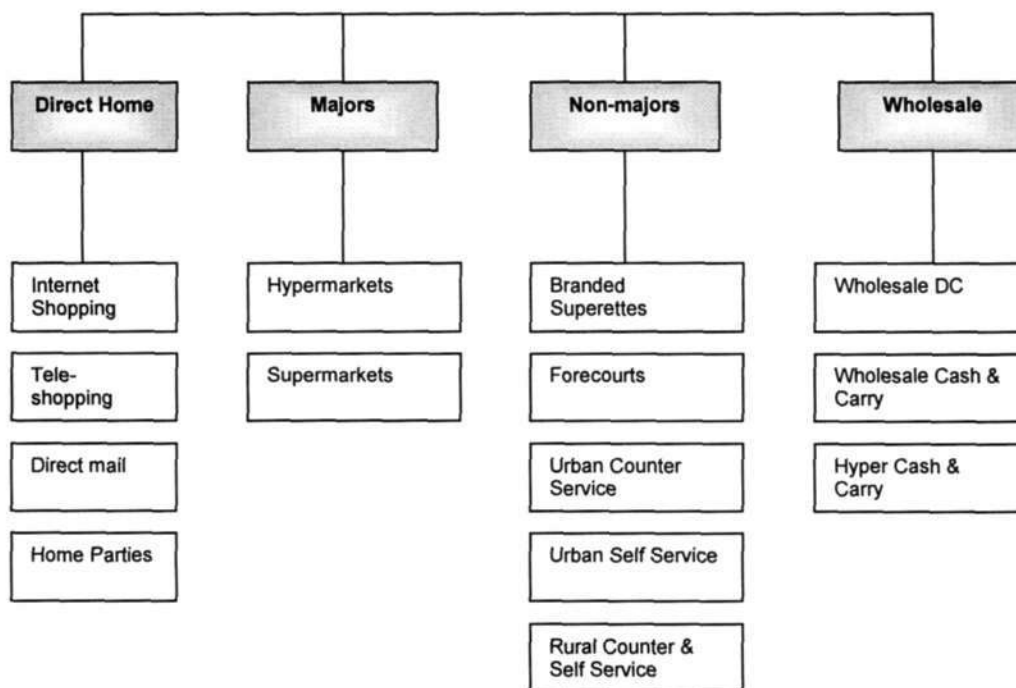 Direct Home
Majors
Non-majors
Wholesale
Internet
Shopping
Tele-
shopping
Direct mail
Home Parties
Hypermarkets
Supermarkets
Branded
Superettes
Forecourts
Urban Counter
Service
Urban Self Service
Rural Counter &
Self Service
Wholesale DC
Wholesale Cash &
Carry
Hyper Cash &
Carry